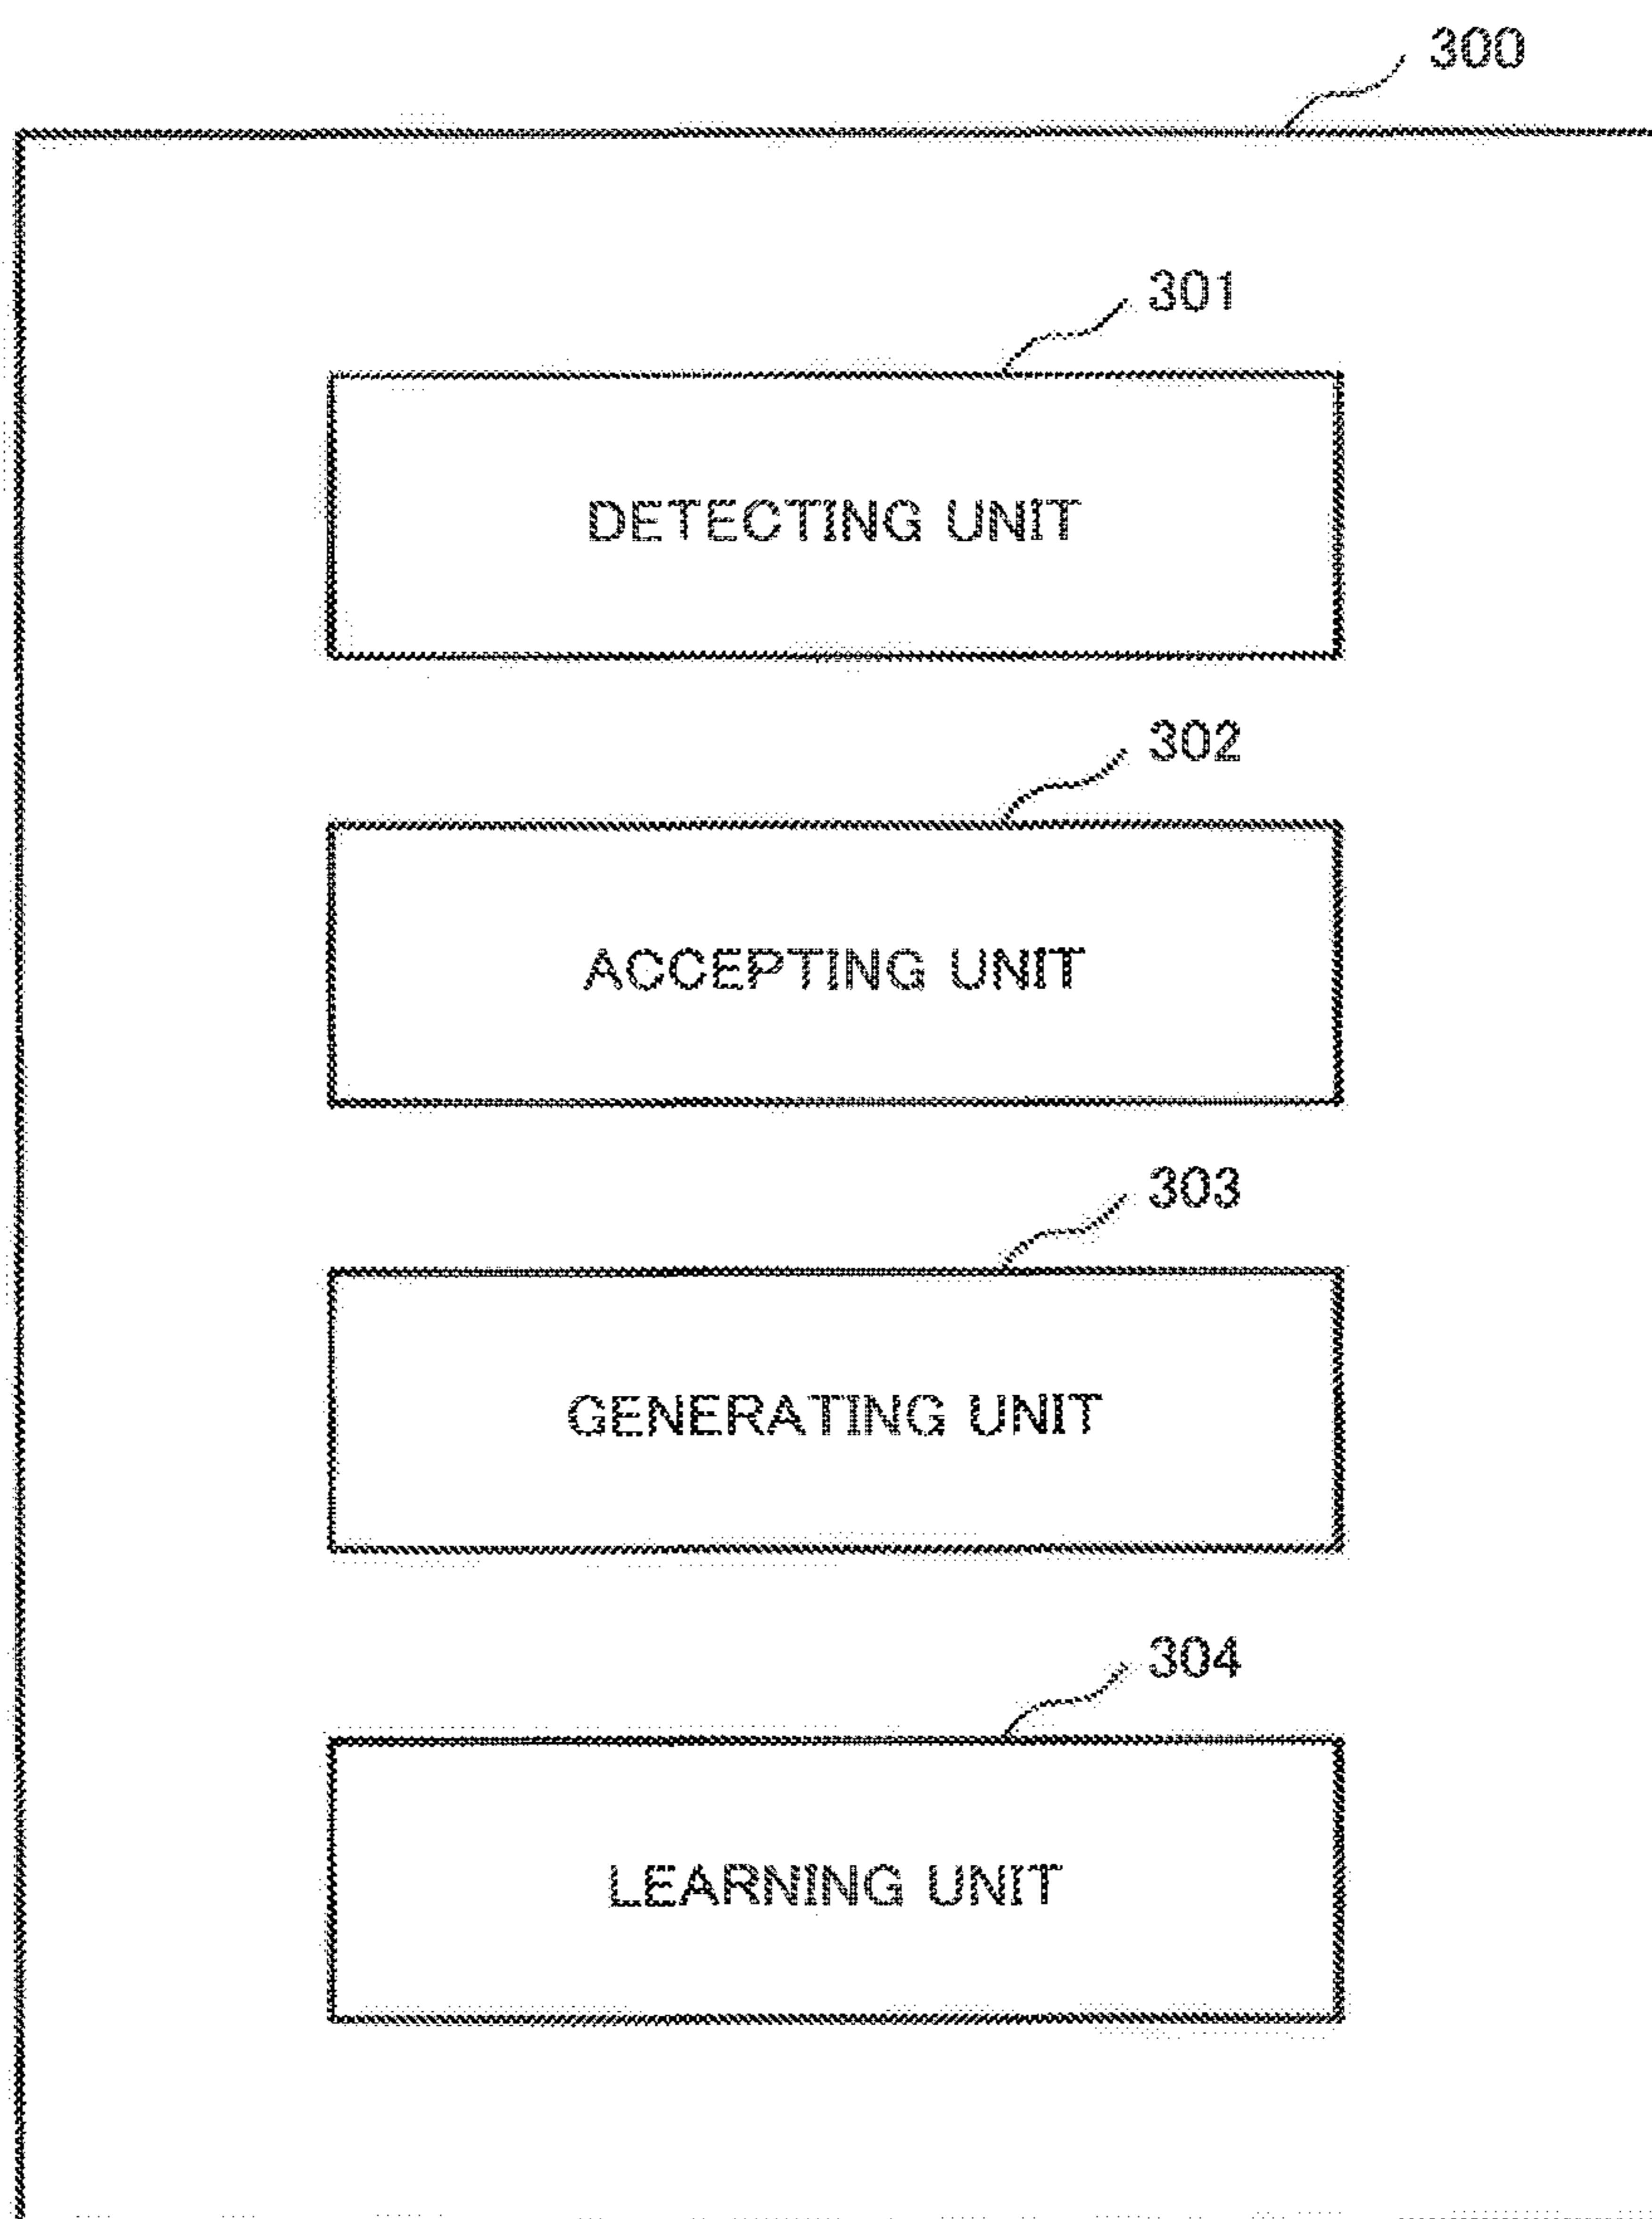 300
301
DETECTING UNIT
302
ACCEPTING UNIT
303
GENERATING UNIT
304
LEARNING UNIT